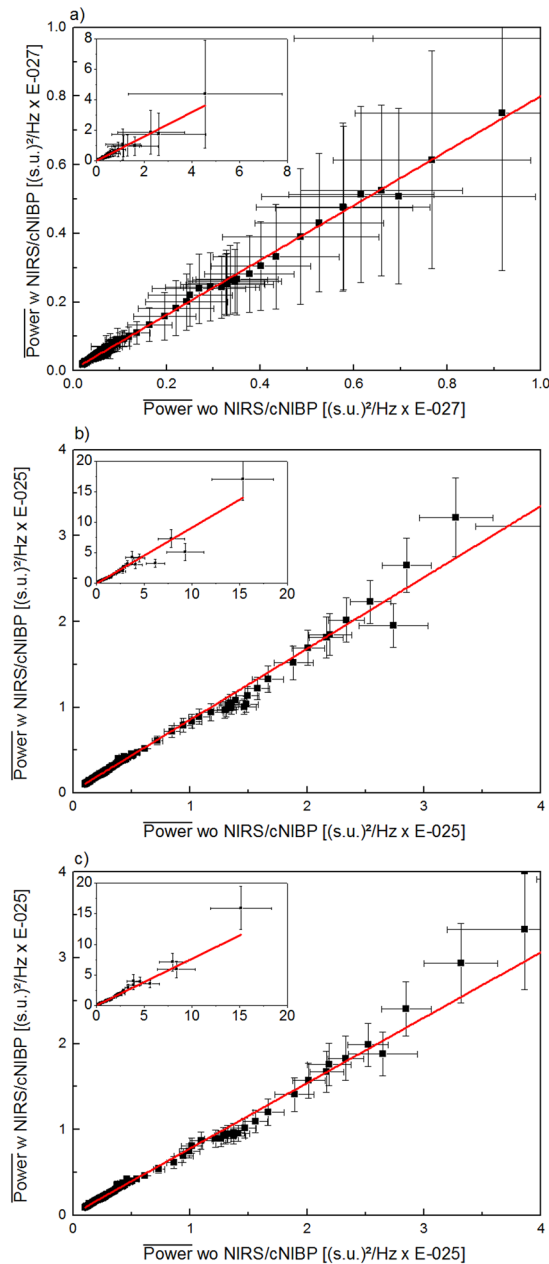 a)
1.0
0.8
0.6
0.4
0.2
0.0
8
6
4
2
0
0 2 4 6 8
0.0 0.2 0.4 0.6 0.8 1.0
Power w NIRS/cNIBP [(s.u.)²/Hz x E-027]
Power wo NIRS/cNIBP [(s.u.)²/Hz x E-027]
b)
4
3
2
1
0
20
15
10
5
0
0 5 10 15 20
0 1 2 3 4
Power w NIRS/cNIBP [(s.u.)²/Hz x E-025]
Power wo NIRS/cNIBP [(s.u.)²/Hz x E-025]
c)
4
3
2
1
0
20
15
10
5
0
0 5 10 15 20
0 1 2 3 4
Power w NIRS/cNIBP [(s.u.)²/Hz x E-025]
Power wo NIRS/cNIBP [(s.u.)²/Hz x E-025]